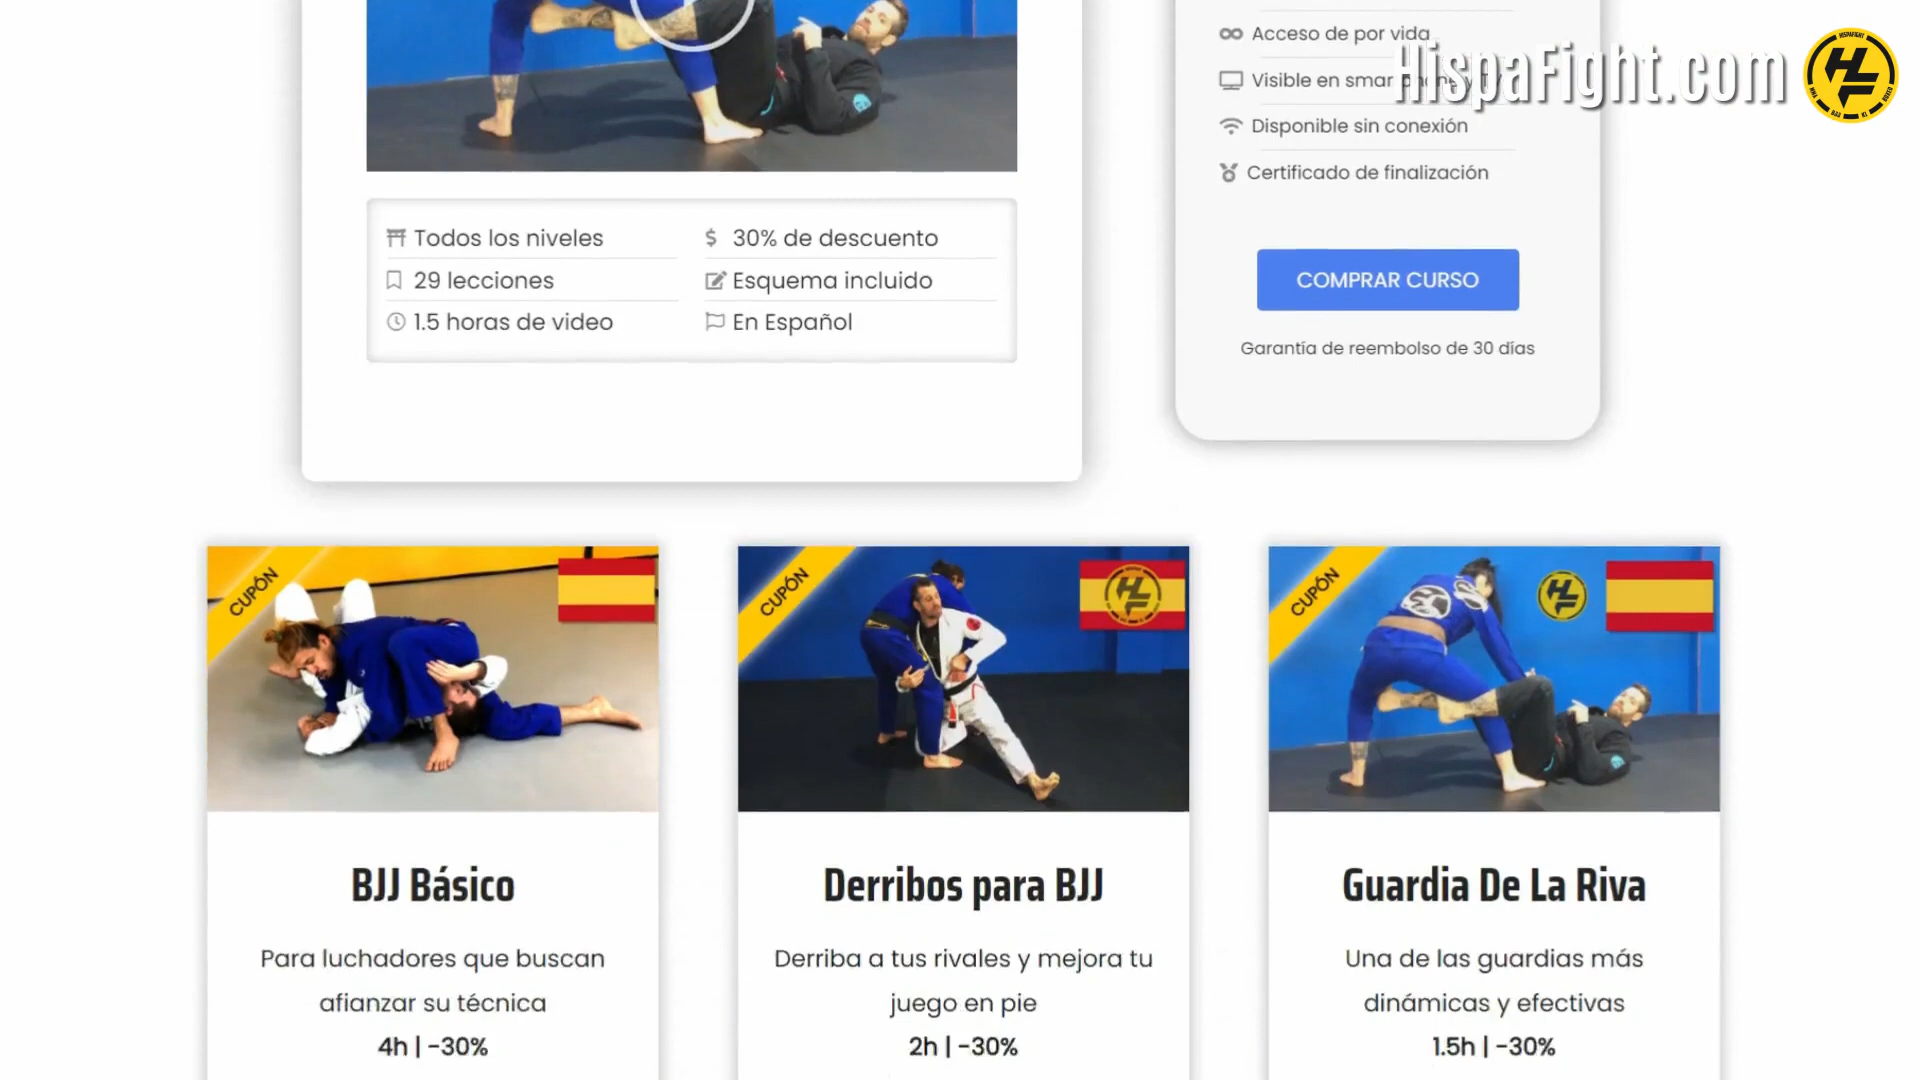 Acceso de por vida
HispaFight.com
Disponible sin conexión
Certificado de finalización
Todos los niveles
30% de descuento
29 lecciones
Esquema incluido
1.5 horas de video
En Español
COMPRAR CURSO
Garantía de reembolso de 30 días
CUPÓN
CUPÓN
CUPÓN
BJJ Básico
Para luchadores que buscan
afianzar su técnica
4h | -30%
Derribos para BJJ
Derriba a tus rivales y mejora tu
juego en pie
2h | -30%
Guardia De La Riva
Una de las guardias más
dinámicas y efectivas
1.5h | -30%
Visible en